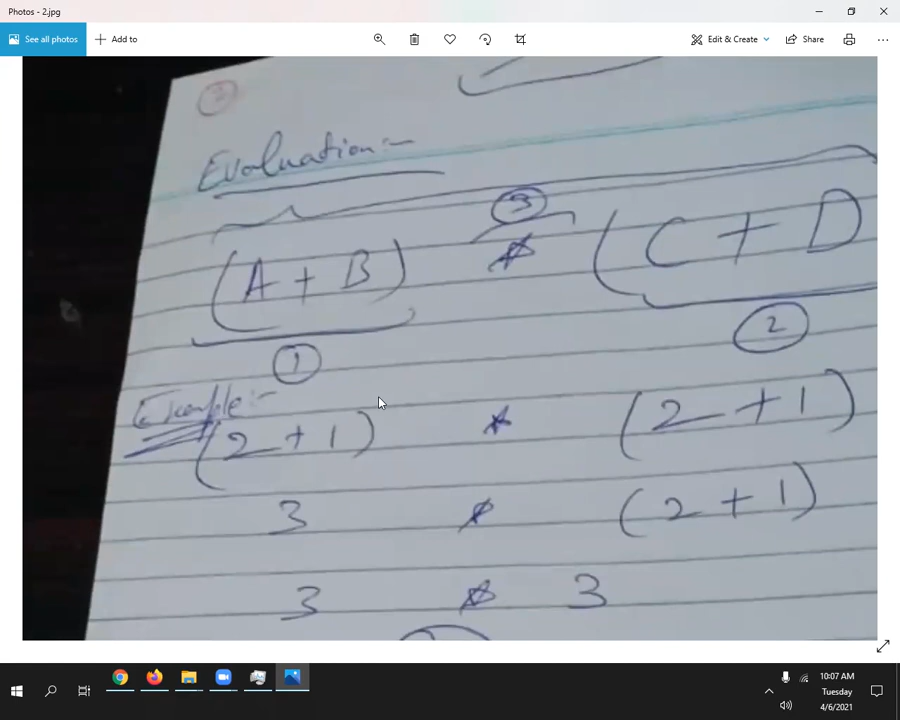 Photos - 2.jpg
See all photos
Add to
Edit & Create
Share
2
Evaluation:-
3
(A + B) * (C + D
1
2
Example:-
(2 + 1) * (2 + 1)
3 * (2 + 1)
3 * 3
10:07 AM
Tuesday
4/6/2021